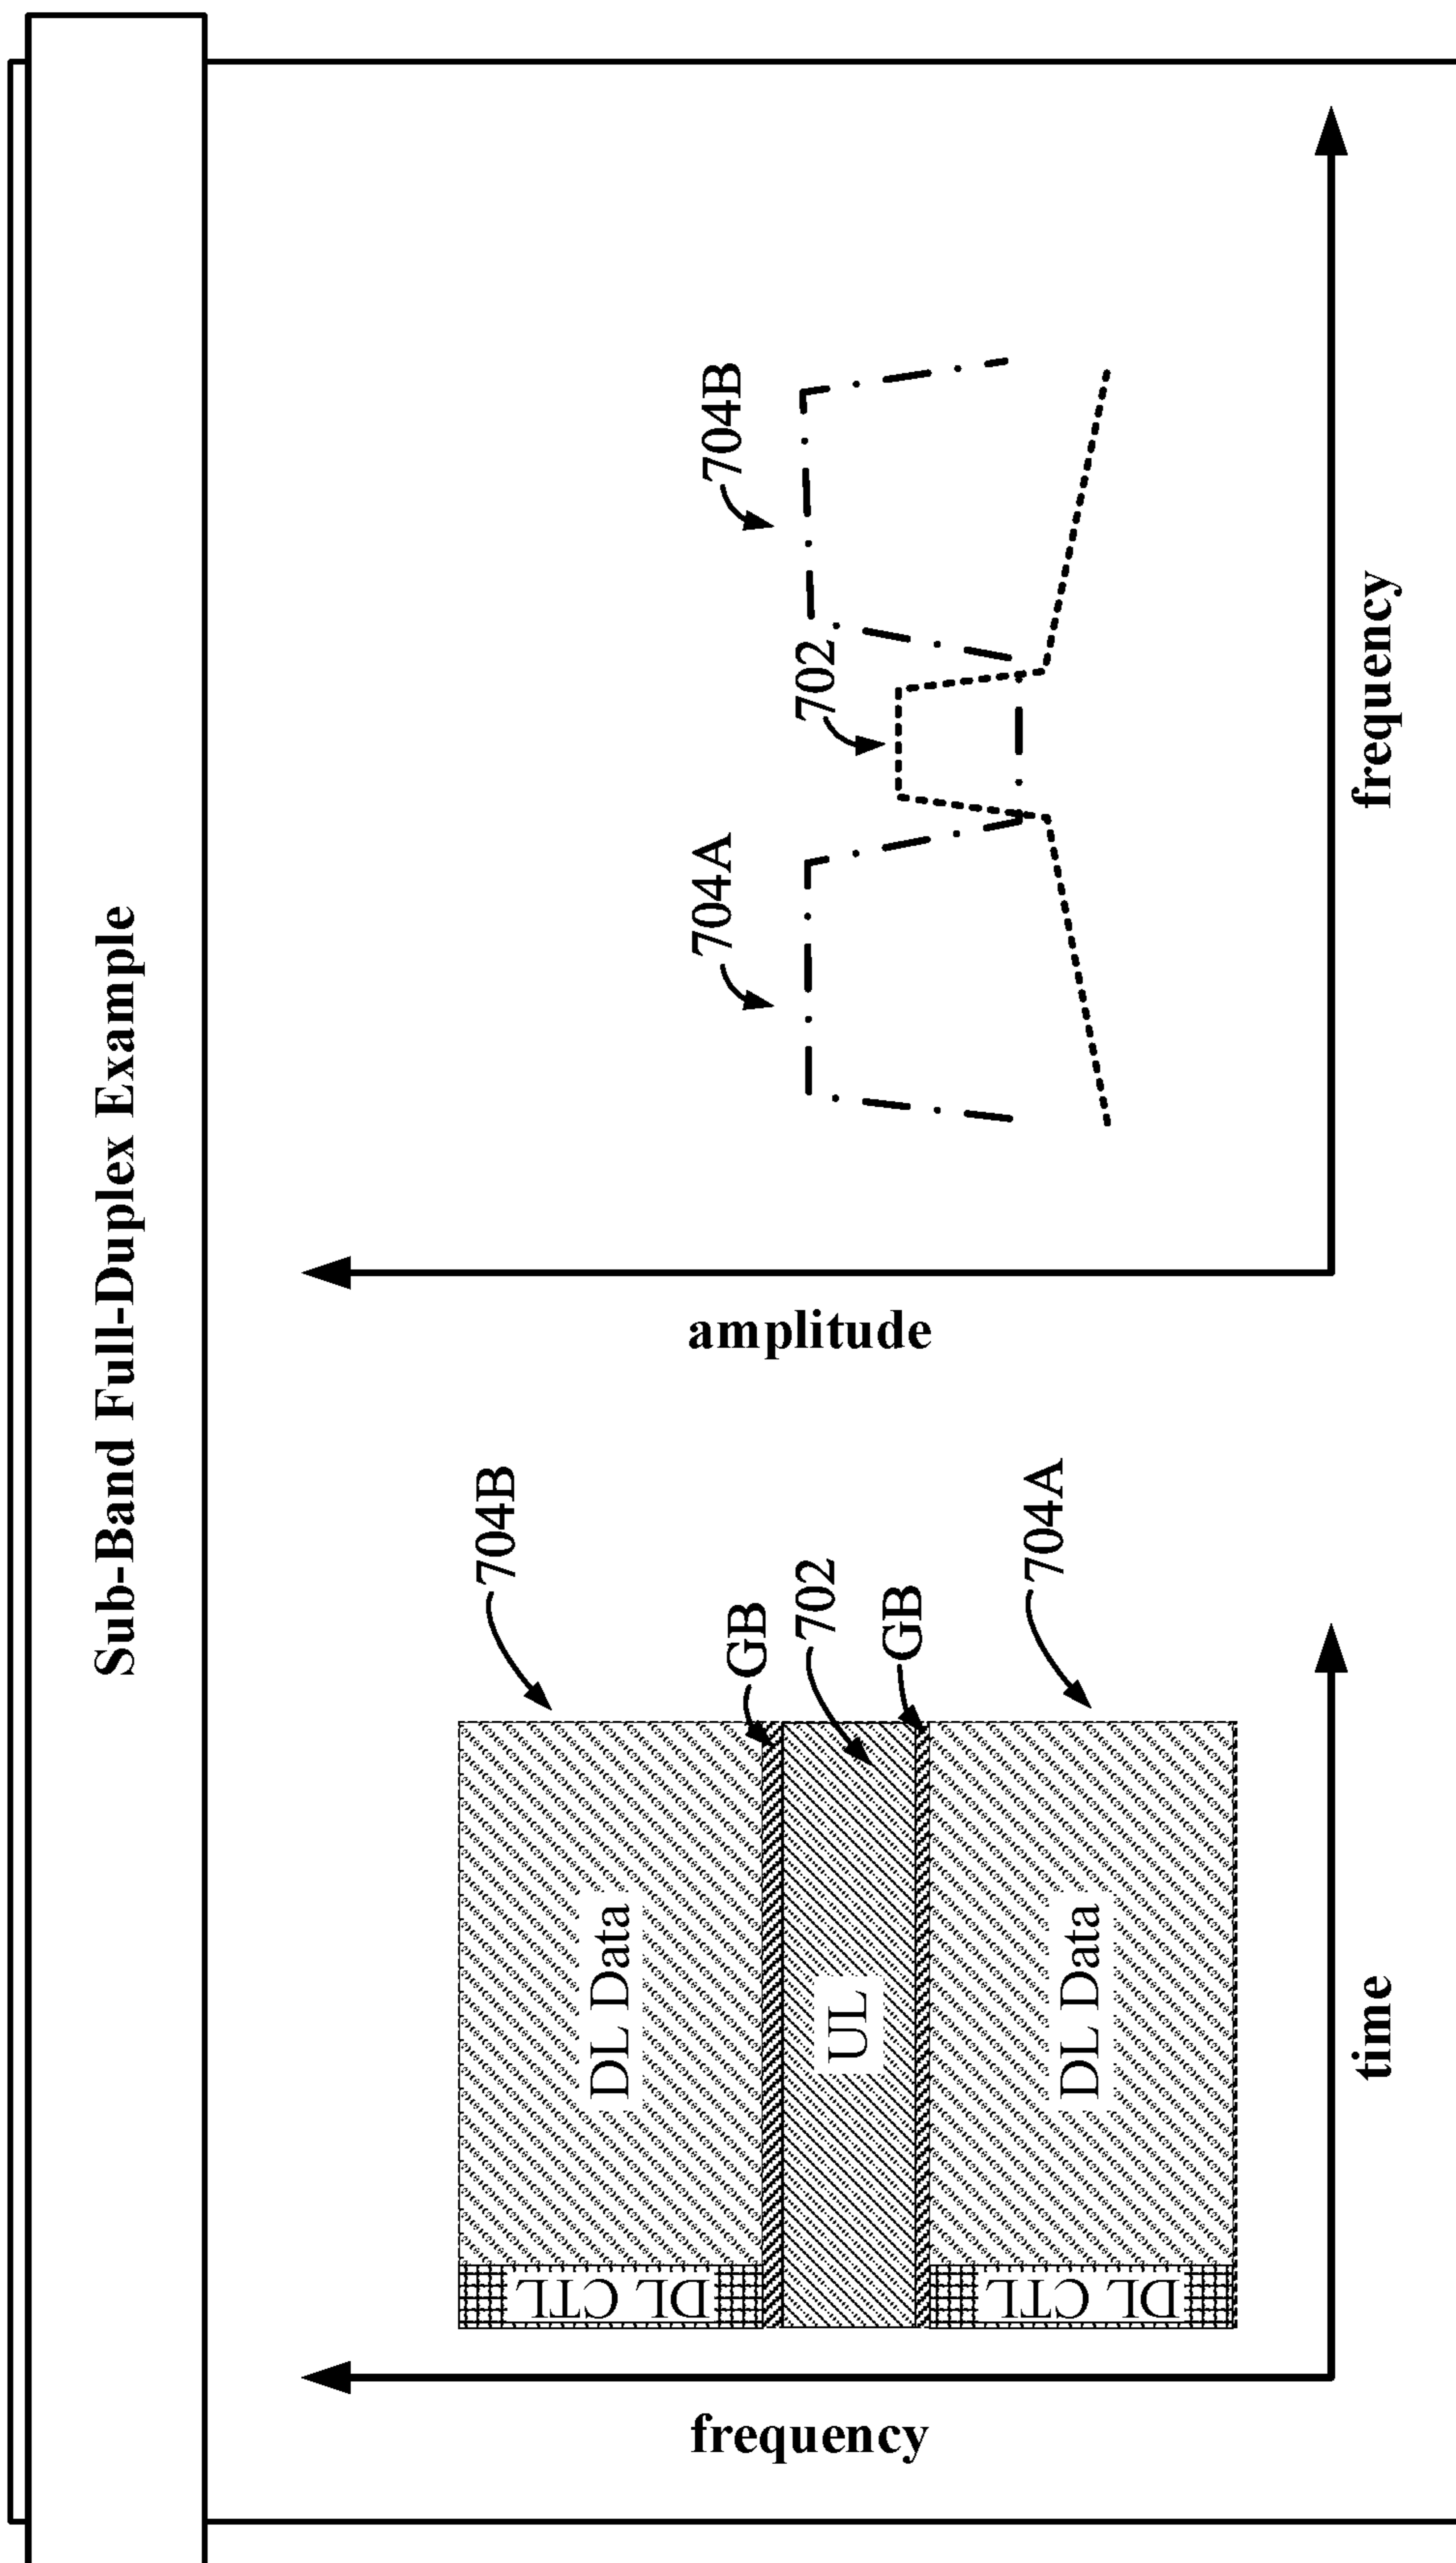 Sub-Band Full-Duplex Example
frequency
DL CTL
DL Data
704B
GB
UL
702
GB
DL CTL
DL Data
704A
time
amplitude
704A
702
704B
frequency